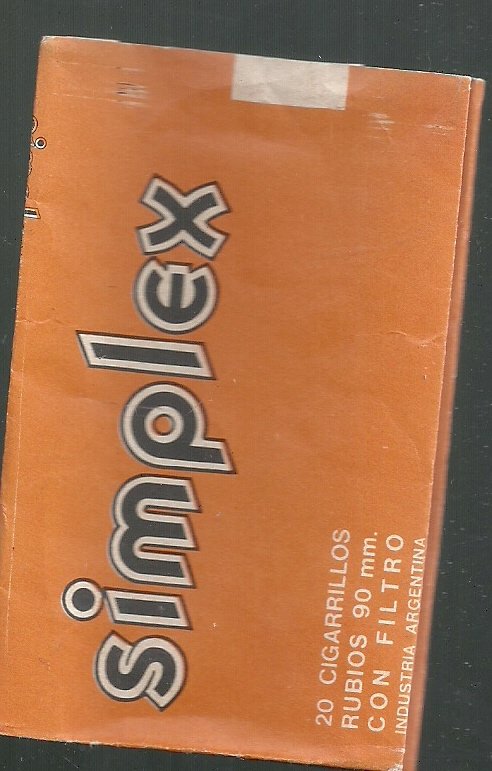 simplex
20 CIGARRILLOS
RUBIOS 90 mm.
CON FILTRO
INDUSTRIA ARGENTINA